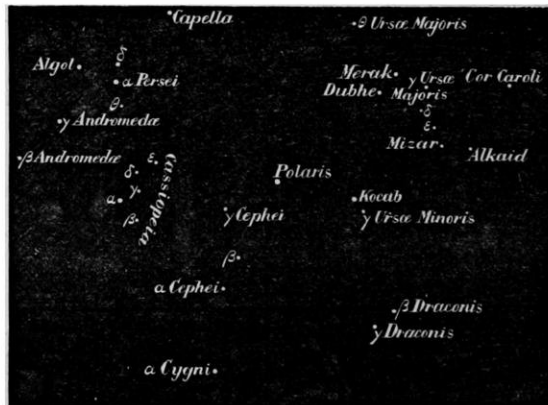 Capella
θ Ursæ Majoris
Algol
δ
α Persei
Merak
γ Ursæ Majoris
Cor Caroli
Dubhe
θ
δ
ε
γ Andromedæ
Mizar
Alkaid
β Andromedæ
ε
δ
Cassiopeia
γ
α
β
Polaris
Kocab
γ Cephei
γ Ursæ Minoris
β
α Cephei
β Draconis
γ Draconis
α Cygni